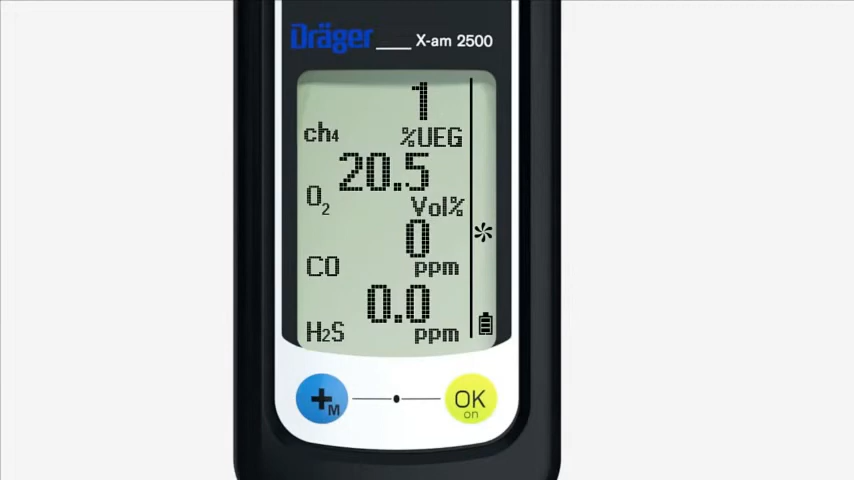 Dräger X-am 2500
1
ch4 %UEG
20.5
O2 Vol%
0
CO ppm
0.0
H2S ppm
+M OK
on